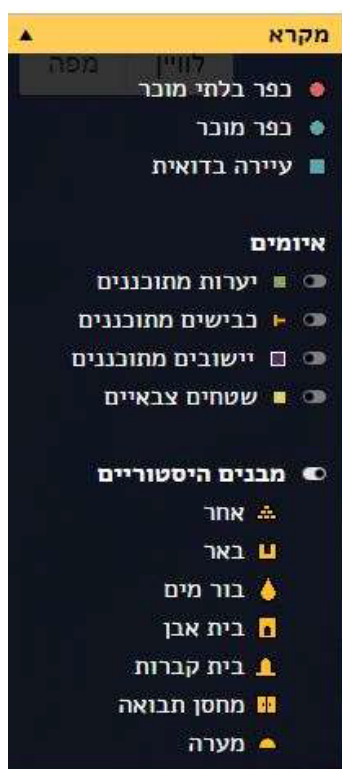 מקרא
לוויין מפה
כפר בלתי מוכר
כפר מוכר
עיירה בדואית
איומים
יערות מתוכננים
כבישים מתוכננים
יישובים מתוכננים
שטחים צבאיים
מבנים היסטוריים
אחר
באר
בור מים
בית אבן
בית קברות
מחסן תבואה
מערה